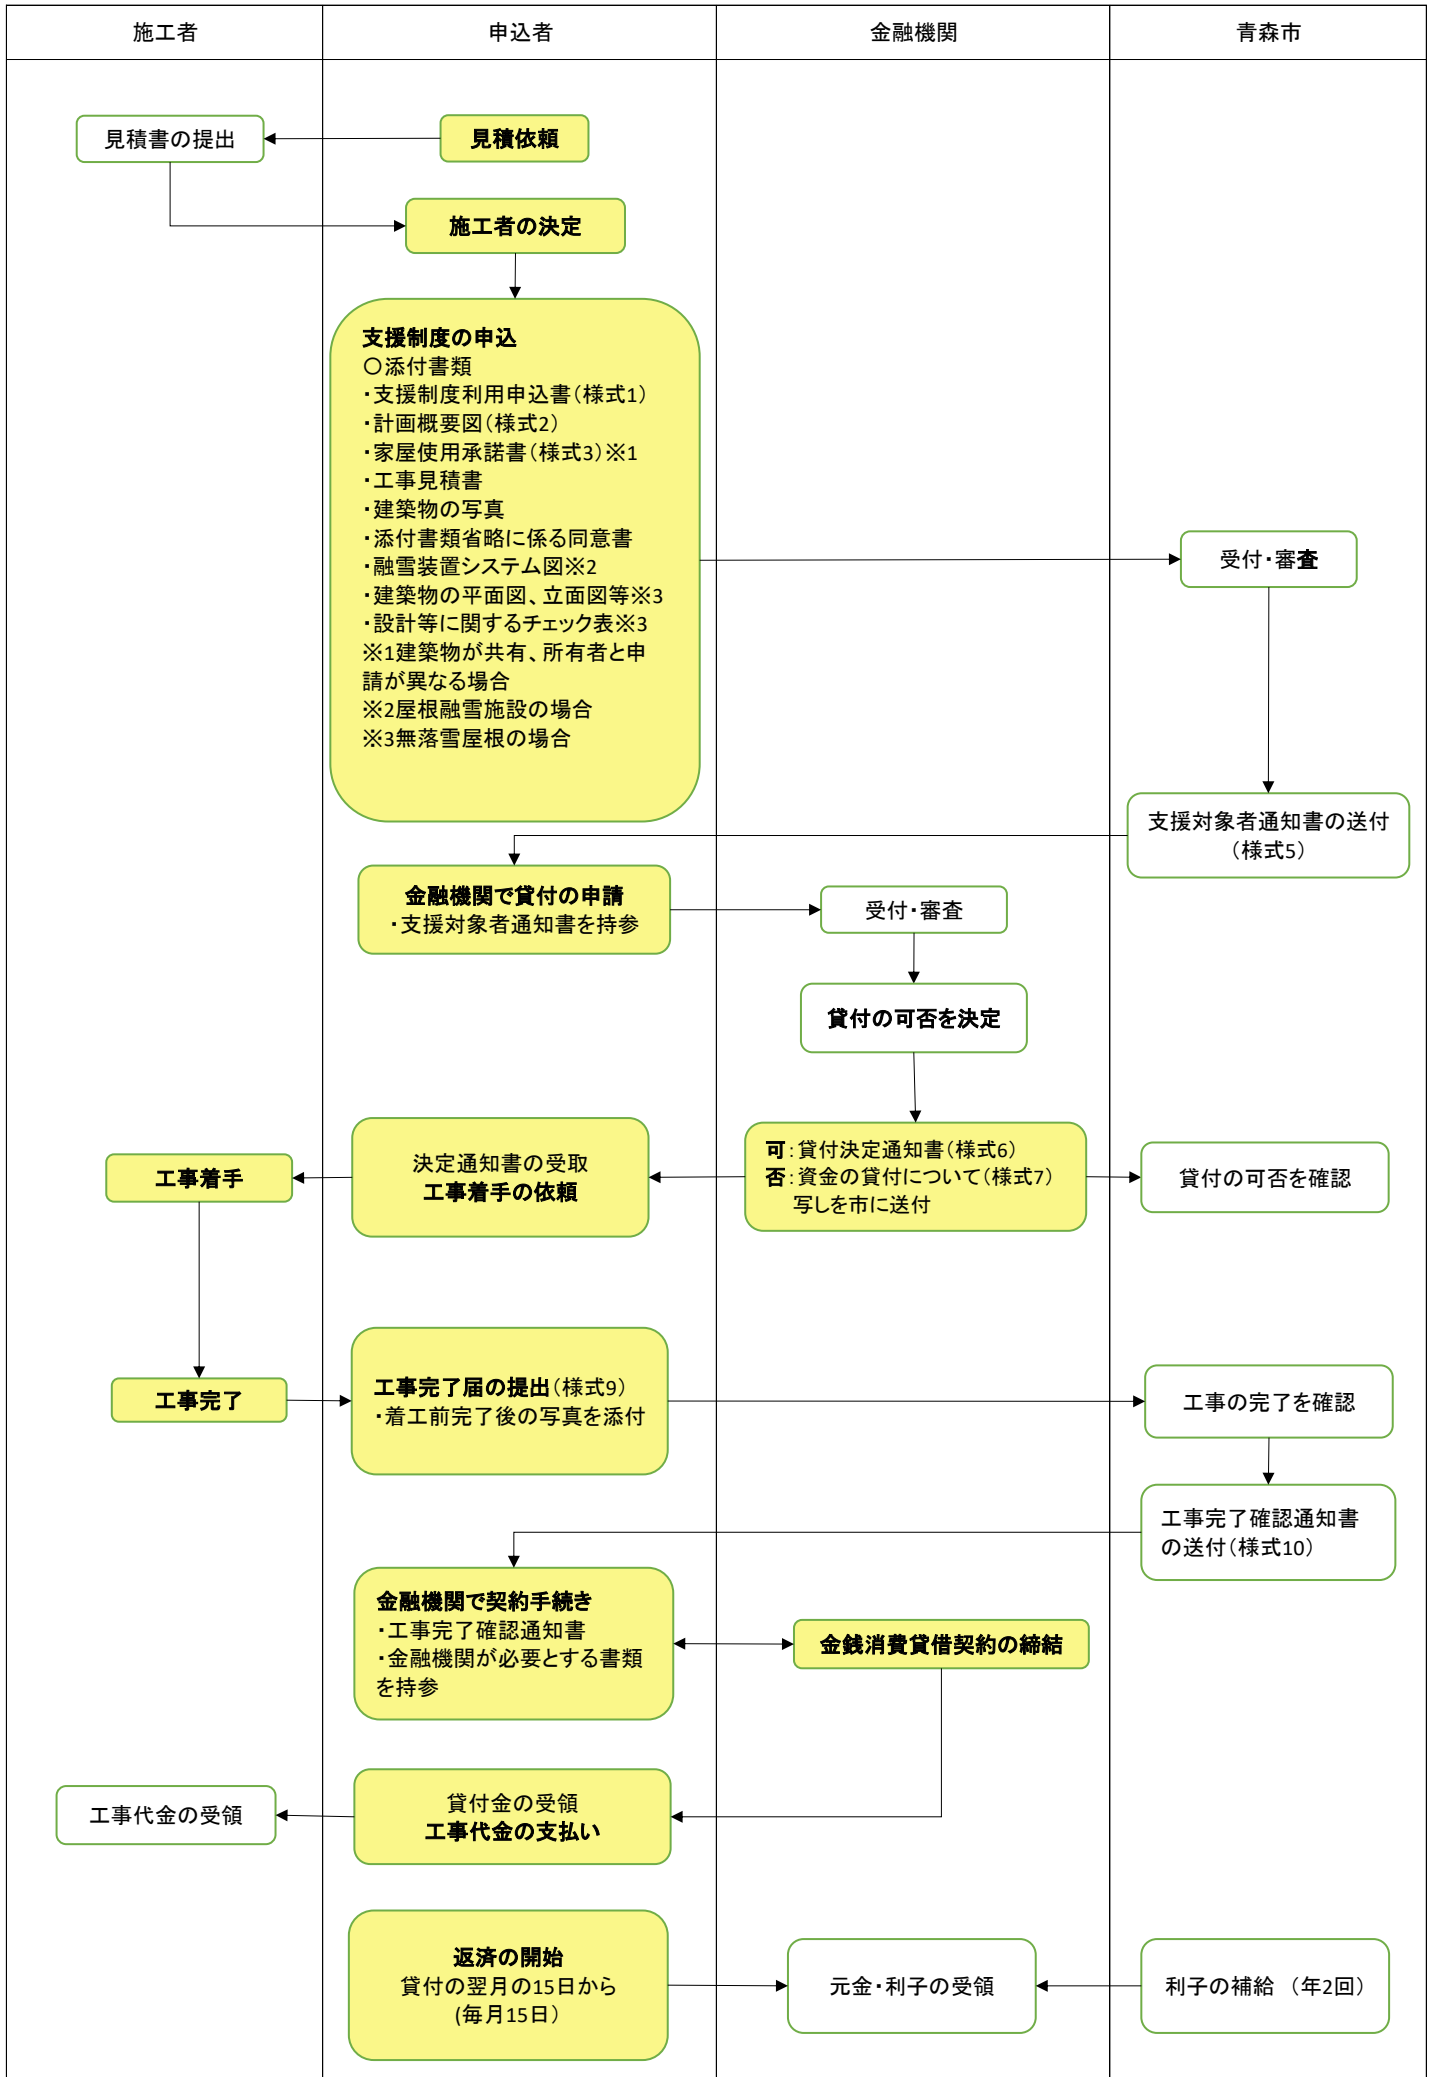 施工者
申込者
金融機関
青森市
見積書の提出
見積依頼
施工者の決定
支援制度の申込
○添付書類
・支援制度利用申込書(様式1)
・計画概要図(様式2)
・家屋使用承諾書(様式3)※1
・工事見積書
・建築物の写真
・添付書類省略に係る同意書
・融雪装置システム図※2
・建築物の平面図、立面図等※3
・設計等に関するチェック表※3
※1建築物が共有、所有者と申
請が異なる場合
※2屋根融雪施設の場合
※3無落雪屋根の場合
受付・審査
支援対象者通知書の送付
(様式5)
金融機関で貸付の申請
・支援対象者通知書を持参
受付・審査
貸付の可否を決定
可:貸付決定通知書(様式6)
否:資金の貸付について(様式7)
写しを市に送付
決定通知書の受取
工事着手の依頼
工事着手
貸付の可否を確認
工事完了
工事完了届の提出(様式9)
・着工前完了後の写真を添付
工事の完了を確認
工事完了確認通知書
の送付(様式10)
金融機関で契約手続き
・工事完了確認通知書
・金融機関が必要とする書類
を持参
金銭消費貸借契約の締結
工事代金の受領
貸付金の受領
工事代金の支払い
返済の開始
貸付の翌月の15日から
(毎月15日)
元金・利子の受領
利子の補給 (年2回)